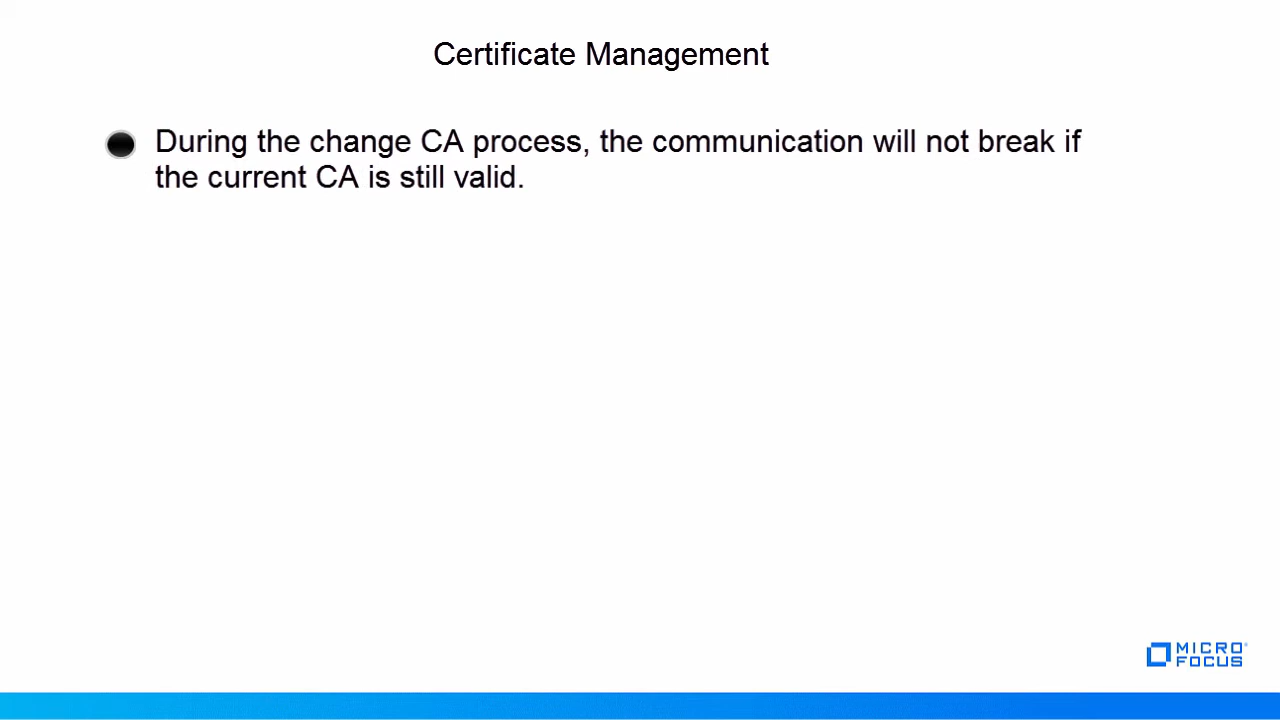 Certificate Management
During the change CA process, the communication will not break if
the current CA is still valid.
MICRO
FOCUS